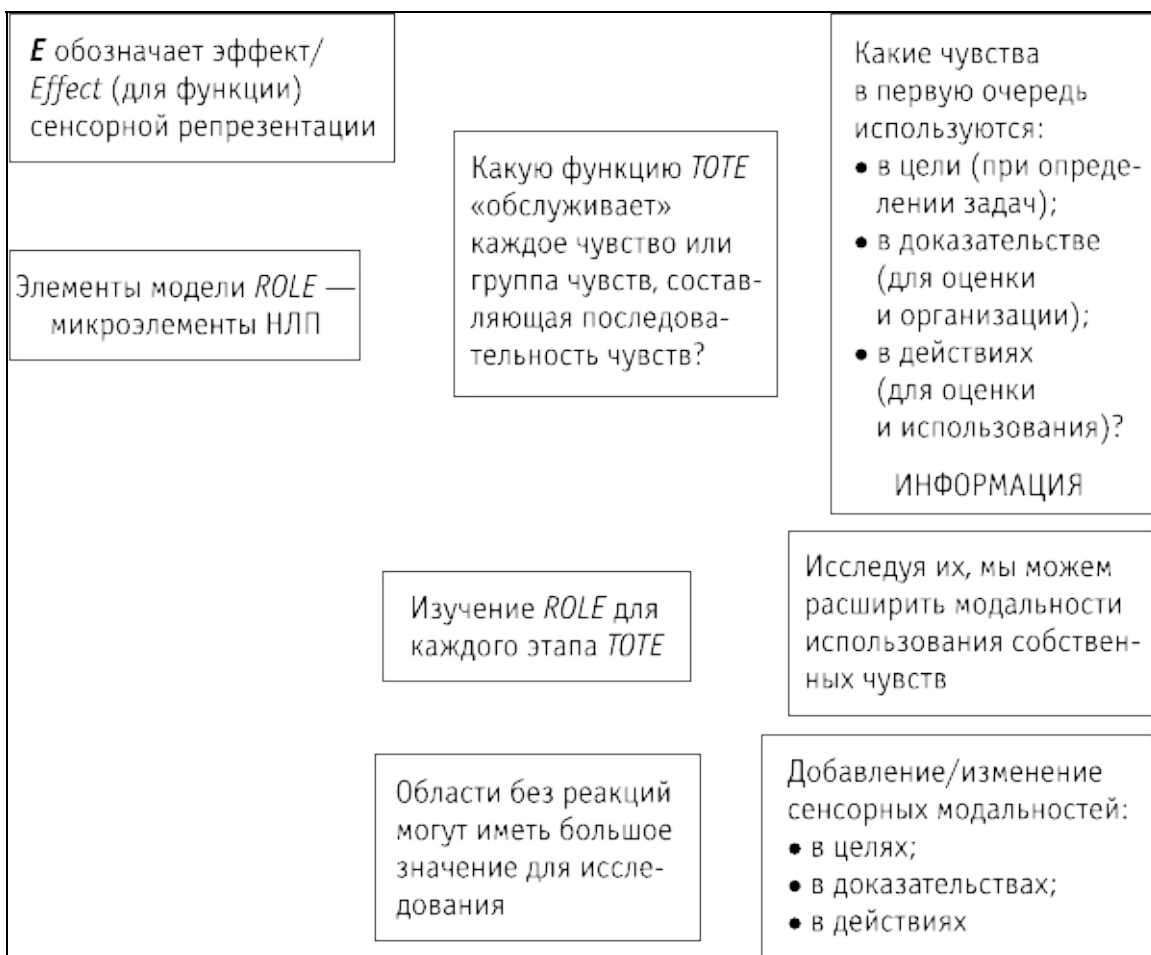 E обозначает эффект/
Effect (для функции)
сенсорной репрезентации
Элементы модели ROLE —
микроэлементы НЛП
Какую функцию TOTE
«обслуживает»
каждое чувство или
группа чувств, состав-
ляющая последова-
тельность чувств?
Какие чувства
в первую очередь
используются:
• в цели (при опреде-
лении задач);
• в доказательстве
(для оценки
и организации);
• в действиях
(для оценки
и использования)?
ИНФОРМАЦИЯ
Изучение ROLE для
каждого этапа TOTE
Исследуя их, мы можем
расширить модальности
использования собствен-
ных чувств
Области без реакций
могут иметь большое
значение для иссле-
дования
Добавление/изменение
сенсорных модальностей:
• в целях;
• в доказательствах;
• в действиях